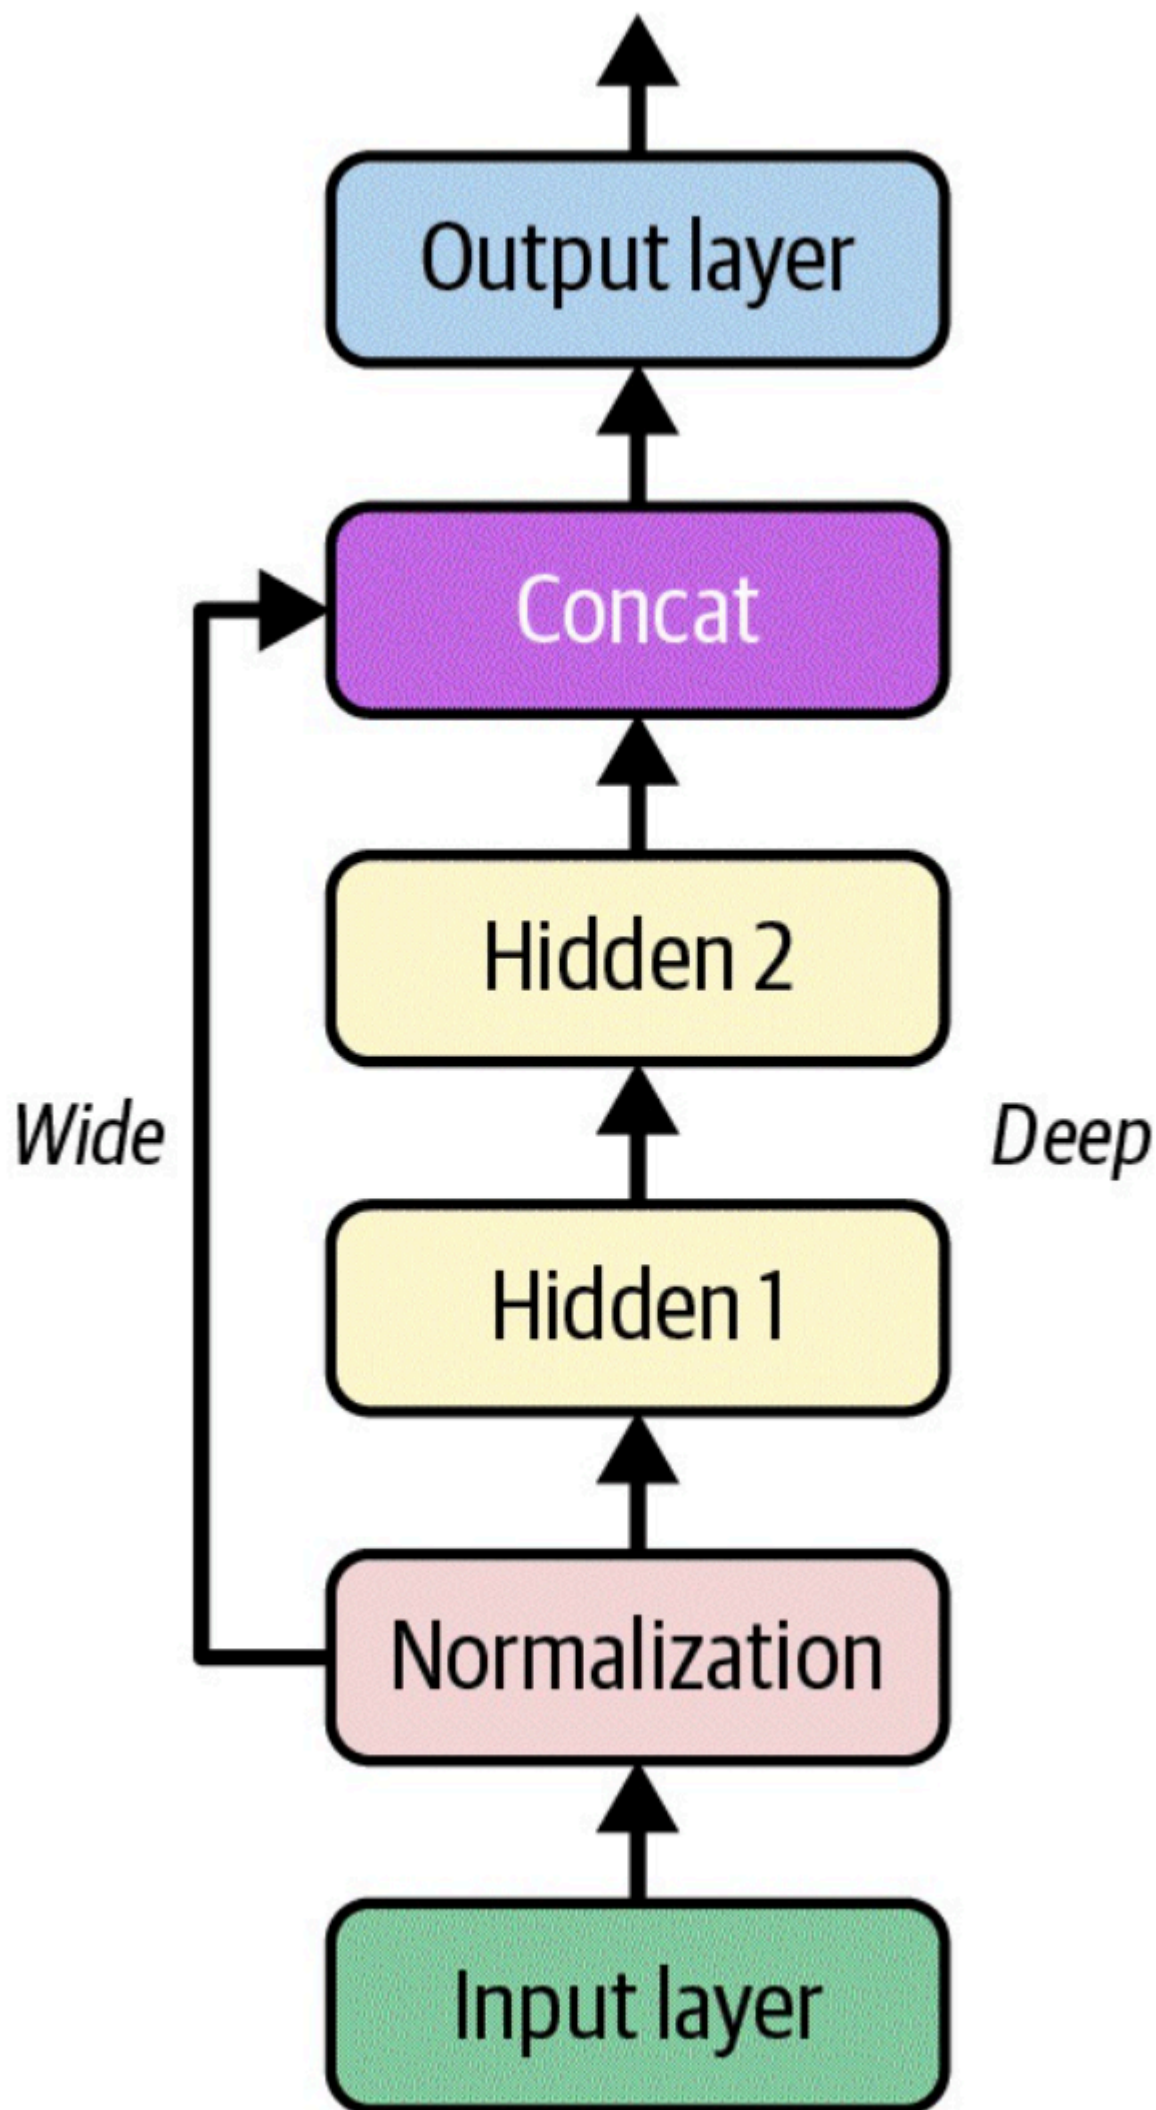 Output layer
Concat
Hidden 2
Wide
Deep
Hidden 1
Normalization
Input layer